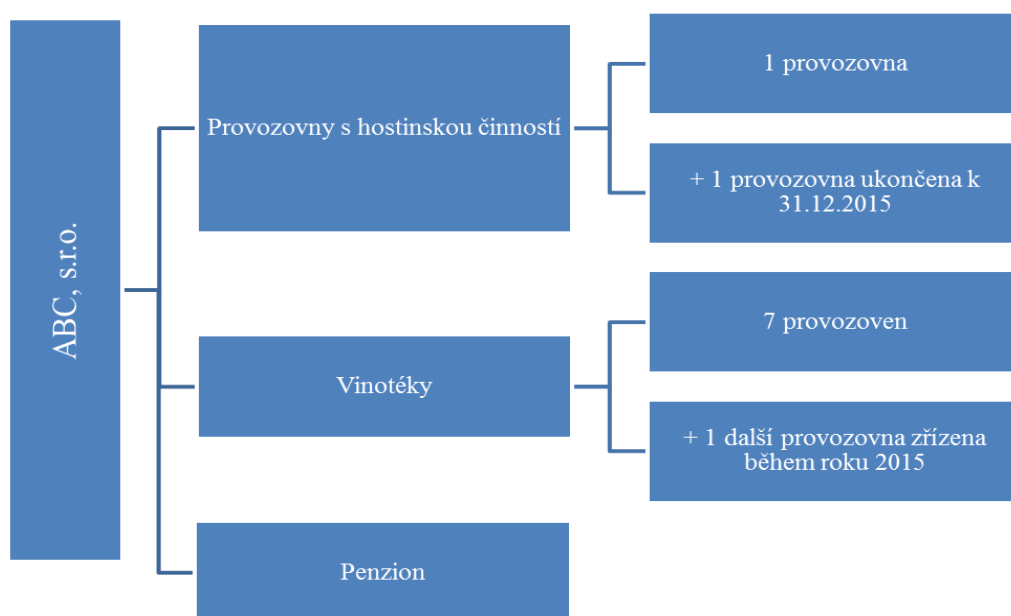 ABC, s.r.o.
Provozovny s hostinskou činností
1 provozovna
+ 1 provozovna ukončena k
31.12.2015
Vinotéky
7 provozoven
+ 1 další provozovna zřízena
během roku 2015
Penzion